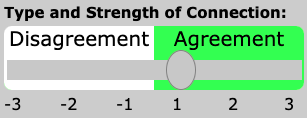 Type and Strength of Connection:
Disagreement Agreement
-3 -2 -1 1 2 3